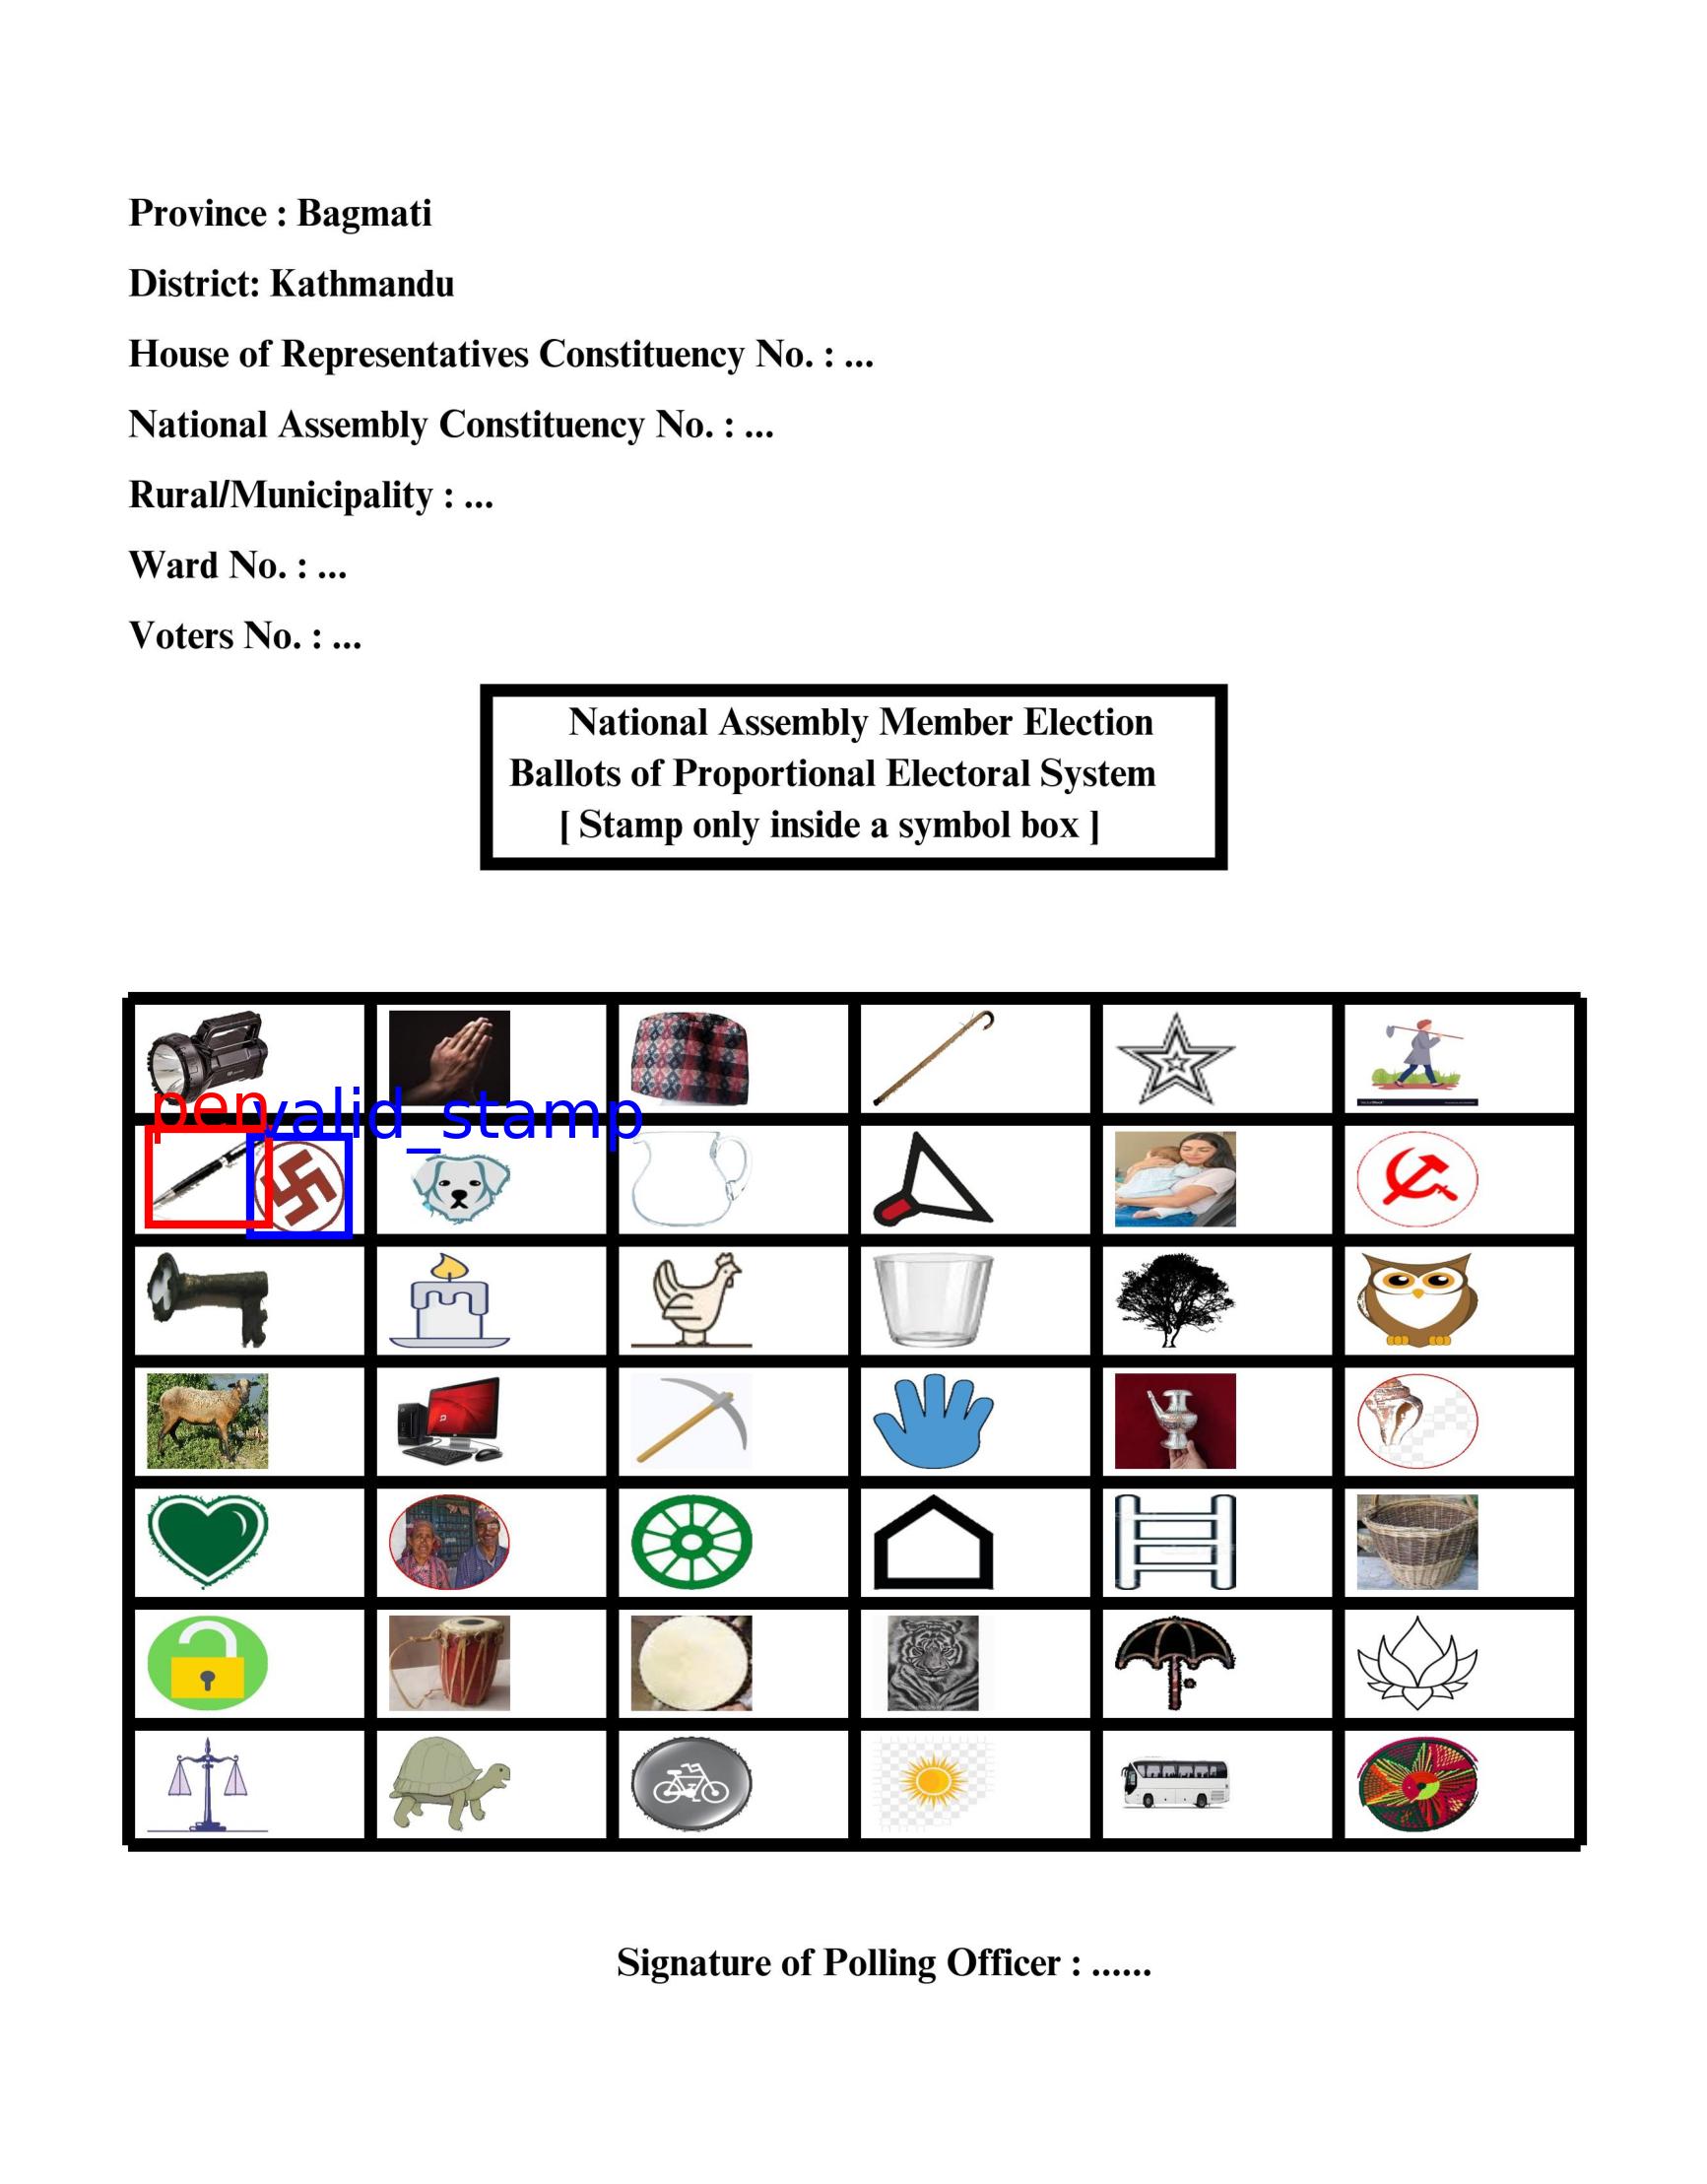 Province : Bagmati
District: Kathmandu
House of Representatives Constituency No. : ...
National Assembly Constituency No. : ...
Rural/Municipality : ...
Ward No. : ...
Voters No. : ...
National Assembly Member Election
Ballots of Proportional Electoral System
[ Stamp only inside a symbol box ]
pen
valid_stamp
Signature of Polling Officer : ......